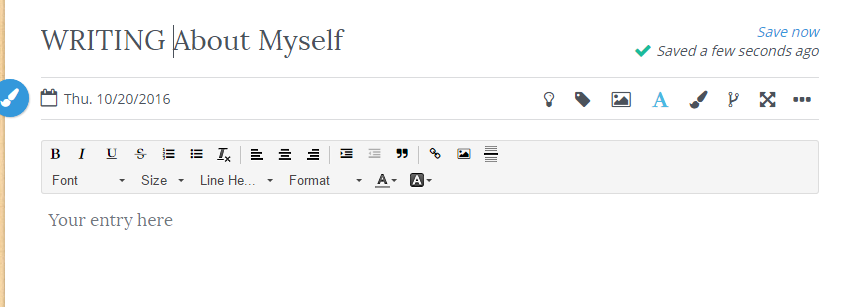 WRITING About Myself
Save now
Saved a few seconds ago
Thu. 10/20/2016
A
B I U S Tx
Font Size Line He... Format A A
Your entry here